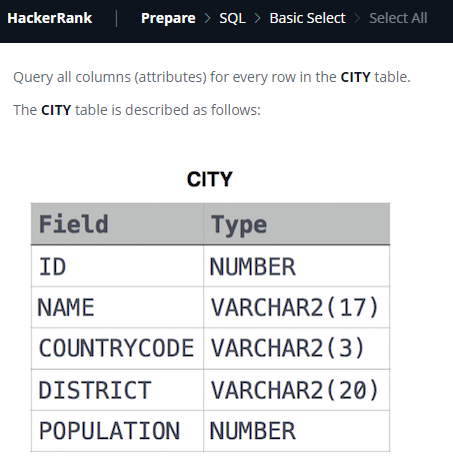 HackerRank | Prepare > SQL > Basic Select > Select All
Query all columns (attributes) for every row in the CITY table.
The CITY table is described as follows:
CITY
Field Type
ID NUMBER
NAME VARCHAR2(17)
COUNTRYCODE VARCHAR2(3)
DISTRICT VARCHAR2(20)
POPULATION NUMBER